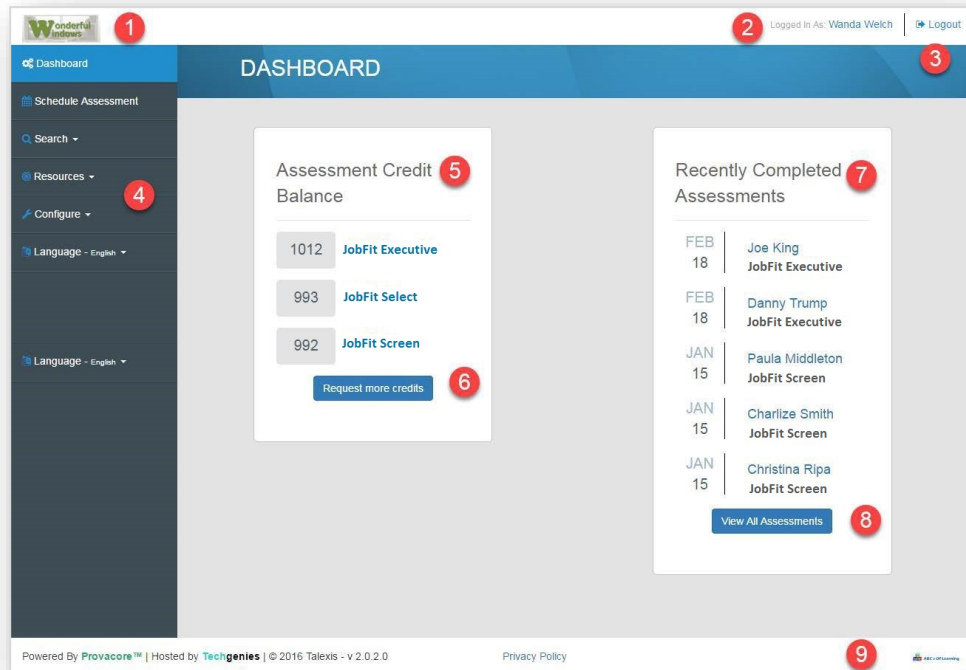 Wonderful
Windows
1
2
Logged In As: Wanda Welch
Logout
3
Dashboard
DASHBOARD
Schedule Assessment
Search
Resources
4
Configure
Language - English
Language - English
Assessment Credit
Balance
5
1012 JobFit Executive
993 JobFit Select
992 JobFit Screen
Request more credits
6
Recently Completed
Assessments
7
FEB
18
Joe King
JobFit Executive
FEB
18
Danny Trump
JobFit Executive
JAN
15
Paula Middleton
JobFit Screen
JAN
15
Charlize Smith
JobFit Screen
JAN
15
Christina Ripa
JobFit Screen
View All Assessments
8
Powered By Provacore™ | Hosted by Techgenies | © 2016 Talexis - v 2.0.2.0
Privacy Policy
9
ABC's Of Learning